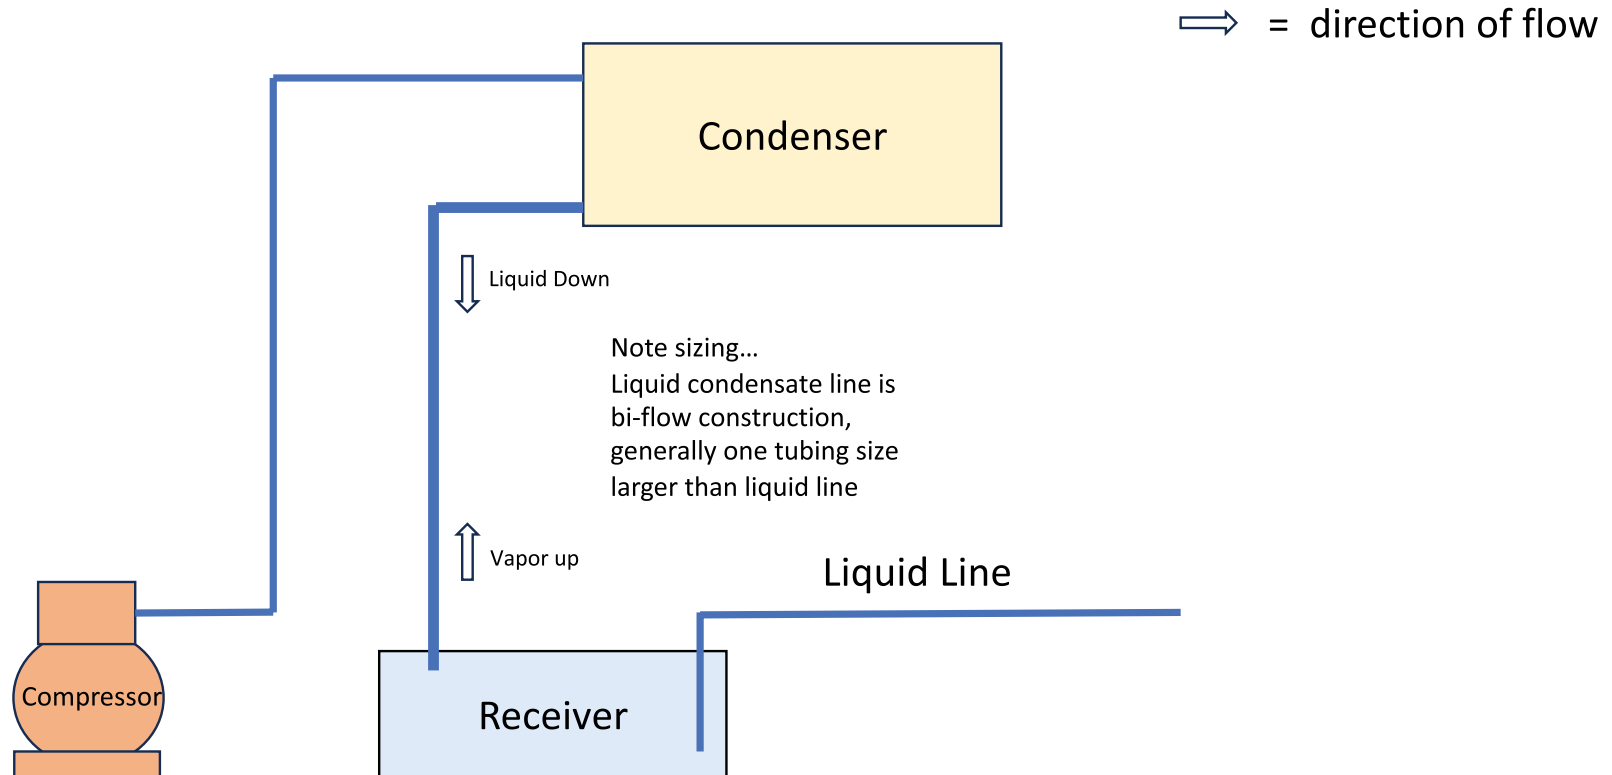 = direction of flow
Condenser
Liquid Down
Note sizing...
Liquid condensate line is
bi-flow construction,
generally one tubing size
larger than liquid line
Vapor up
Liquid Line
Compressor
Receiver